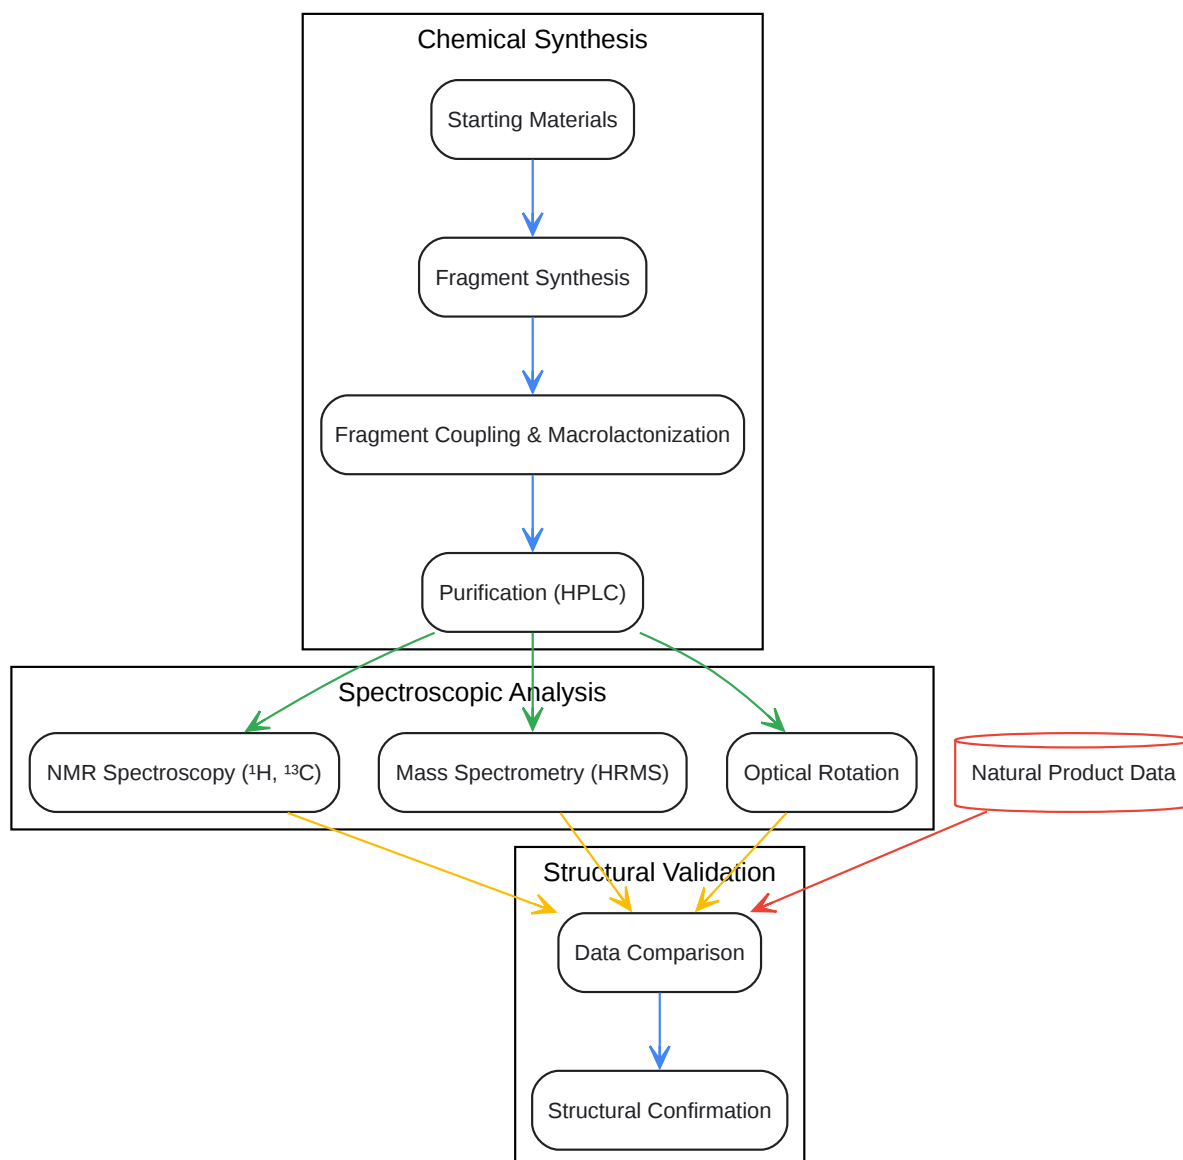 Chemical Synthesis
Starting Materials
Fragment Synthesis
Fragment Coupling & Macrolactonization
Purification (HPLC)
Spectroscopic Analysis
NMR Spectroscopy (¹H, ¹³C)
Mass Spectrometry (HRMS)
Optical Rotation
Natural Product Data
Structural Validation
Data Comparison
Structural Confirmation